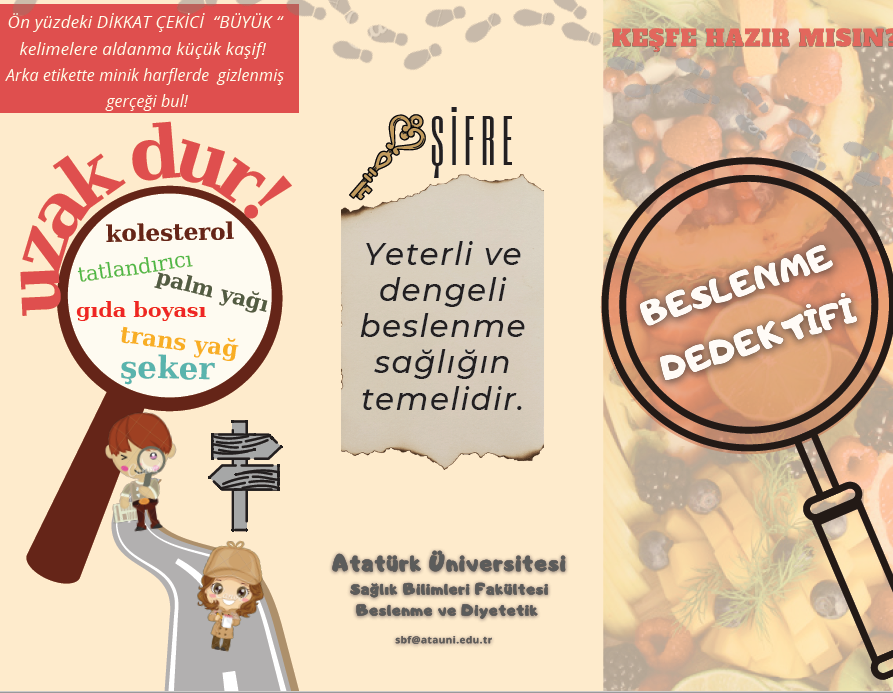 Ön yüzdeki DİKKAT ÇEKİCİ “BÜYÜK “
kelimelere aldanma küçük kaşif!
Arka etikette minik harflerde gizlenmiş
gerçeği bul!
uzak dur!
kolesterol
tatlandırıcı
palm yağı
gıda boyası
trans yağ
şeker
ŞİFRE
Yeterli ve
dengeli
beslenme
sağlığın
temelidir.
Atatürk Üniversitesi
Sağlık Bilimleri Fakültesi
Beslenme ve Diyetetik
sbf@atauni.edu.tr
KEŞFE HAZIR MISIN?
BESLENME
DEDEKTİFİ